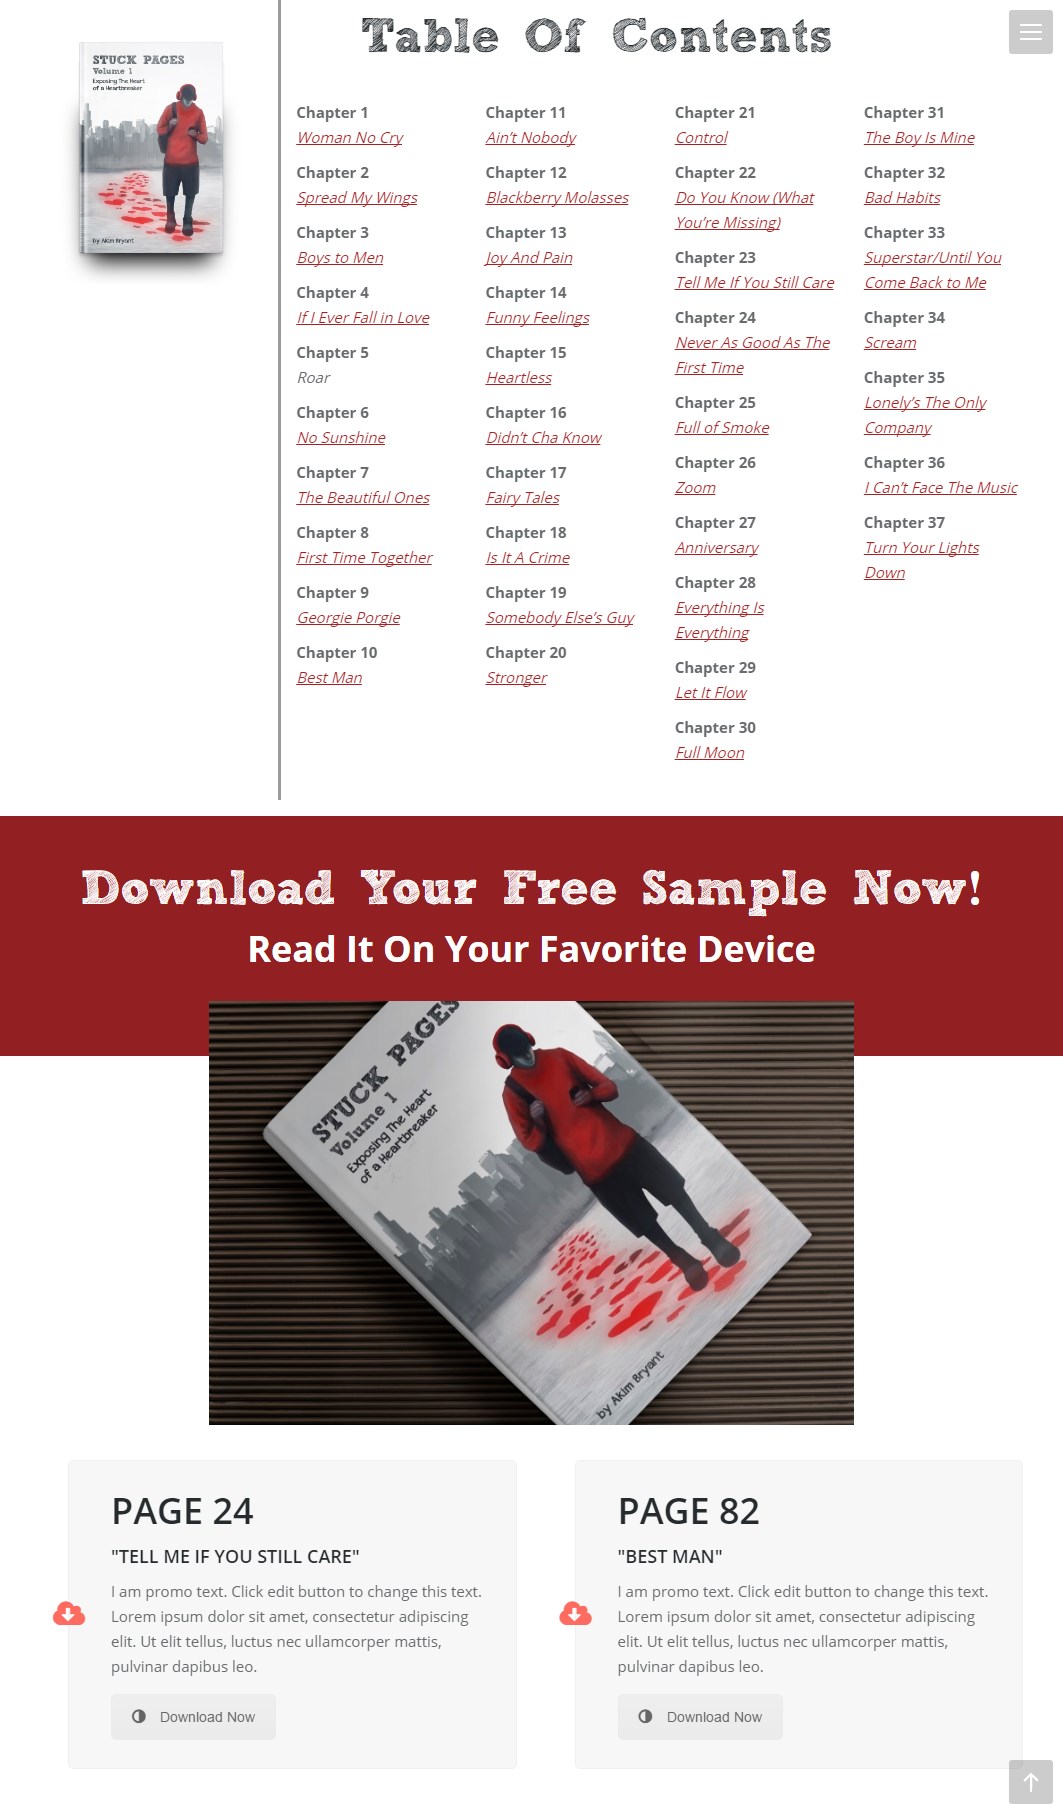 Table Of Contents
STUCK PAGES
Volume 1
Exposing The Heart
of a Heartbreaker
by Akim Bryant
Chapter 1
Woman No Cry
Chapter 2
Spread My Wings
Chapter 3
Boys to Men
Chapter 4
If I Ever Fall in Love
Chapter 5
Roar
Chapter 6
No Sunshine
Chapter 7
The Beautiful Ones
Chapter 8
First Time Together
Chapter 9
Georgie Porgie
Chapter 10
Best Man
Chapter 11
Ain’t Nobody
Chapter 12
Blackberry Molasses
Chapter 13
Joy And Pain
Chapter 14
Funny Feelings
Chapter 15
Heartless
Chapter 16
Didn’t Cha Know
Chapter 17
Fairy Tales
Chapter 18
Is It A Crime
Chapter 19
Somebody Else’s Guy
Chapter 20
Stronger
Chapter 21
Control
Chapter 22
Do You Know (What
You’re Missing)
Chapter 23
Tell Me If You Still Care
Chapter 24
Never As Good As The
First Time
Chapter 25
Full of Smoke
Chapter 26
Zoom
Chapter 27
Anniversary
Chapter 28
Everything Is
Everything
Chapter 29
Let It Flow
Chapter 30
Full Moon
Chapter 31
The Boy Is Mine
Chapter 32
Bad Habits
Chapter 33
Superstar/Until You
Come Back to Me
Chapter 34
Scream
Chapter 35
Lonely’s The Only
Company
Chapter 36
I Can’t Face The Music
Chapter 37
Turn Your Lights
Down
Download Your Free Sample Now!
Read It On Your Favorite Device
STUCK PAGES
Volume 1
Exposing The Heart
of a Heartbreaker
by Akim Bryant
PAGE 24
"TELL ME IF YOU STILL CARE"
I am promo text. Click edit button to change this text.
Lorem ipsum dolor sit amet, consectetur adipiscing
elit. Ut elit tellus, luctus nec ullamcorper mattis,
pulvinar dapibus leo.
Download Now
PAGE 82
"BEST MAN"
I am promo text. Click edit button to change this text.
Lorem ipsum dolor sit amet, consectetur adipiscing
elit. Ut elit tellus, luctus nec ullamcorper mattis,
pulvinar dapibus leo.
Download Now